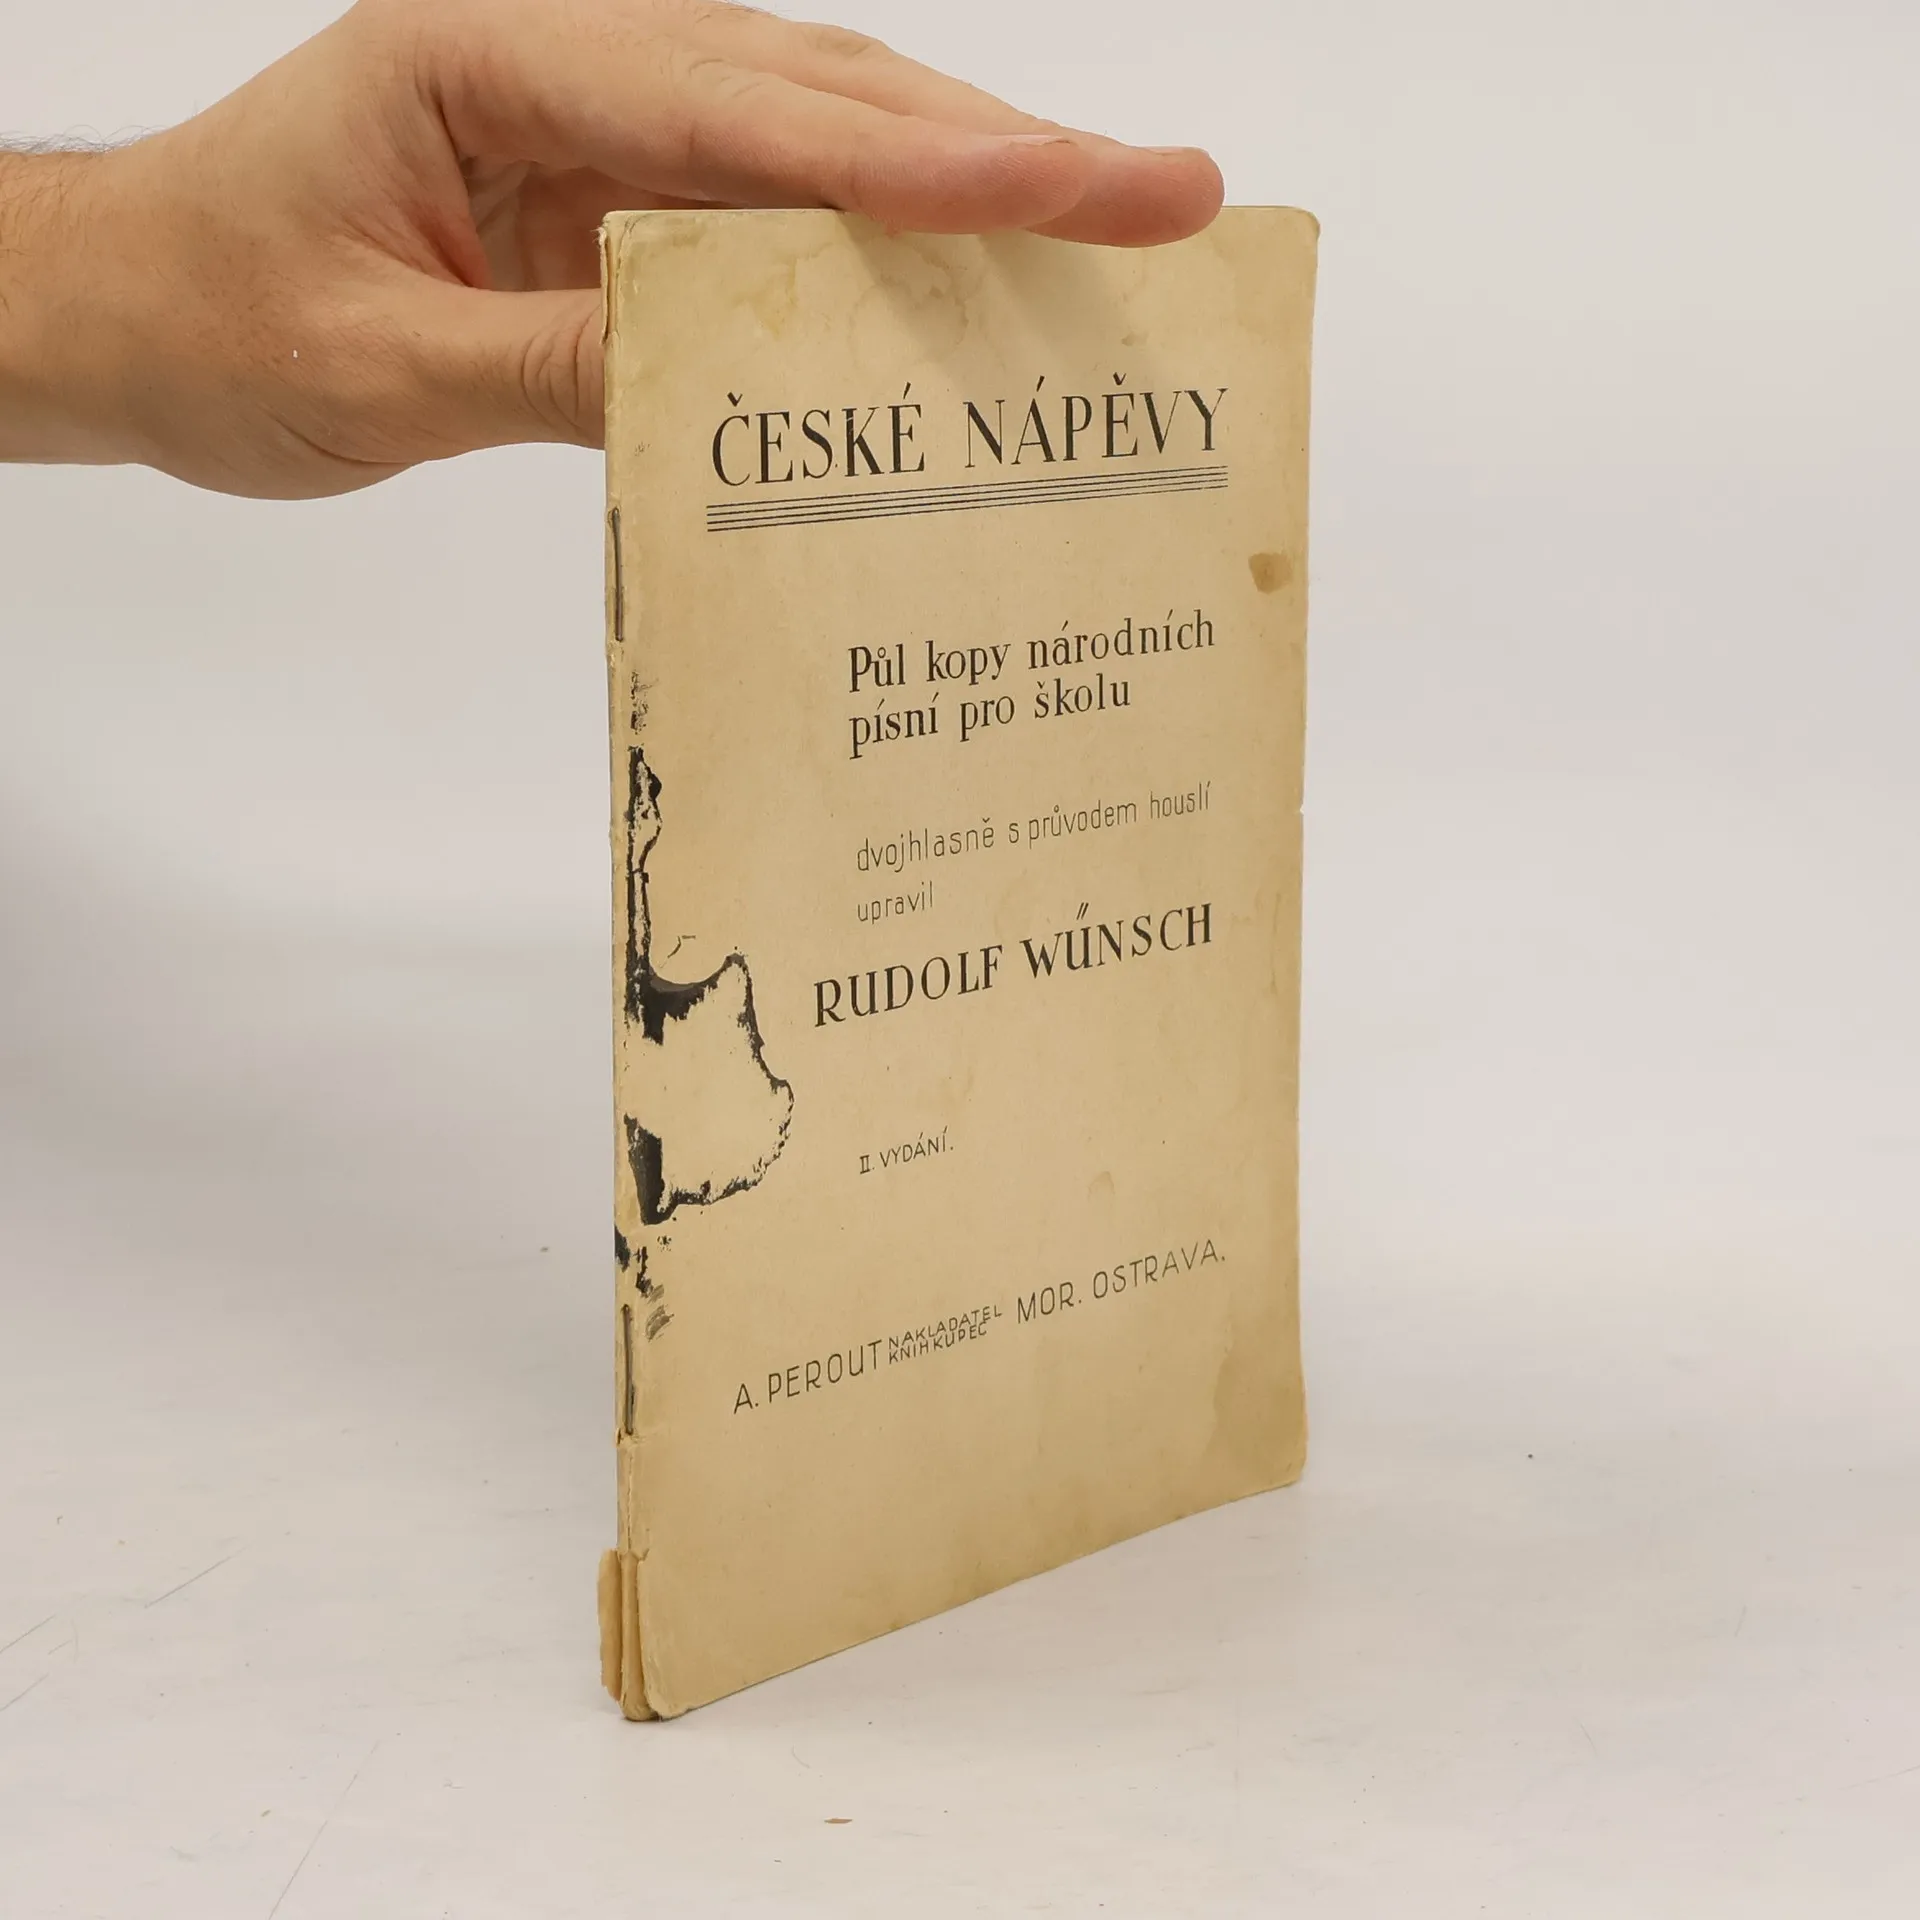 ČESKÉ NÁPĚVY
Půl kopy národních
písní pro školu
dvojhlasně s průvodem houslí
upravil
RUDOLF WŰNSCH
II. VYDÁNÍ.
A. PEROUT NAKLADATEL KNIHKUPEC MOR. OSTRAVA.